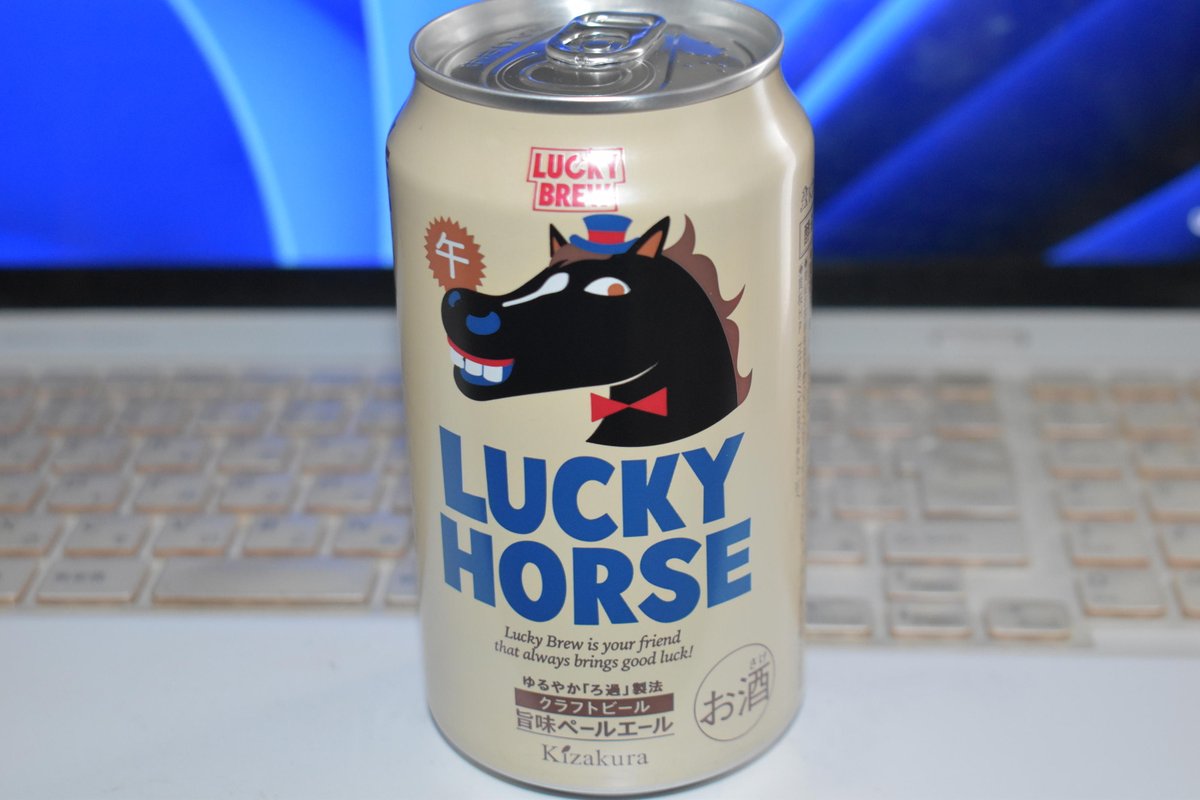 LUCKY
BREW
午
LUCKY
HORSE
Lucky Brew is your friend
that always brings good luck!
ゆるやか「ろ過」製法
クラフトビール
旨味ペールエール
Kizakura
さけ
お酒